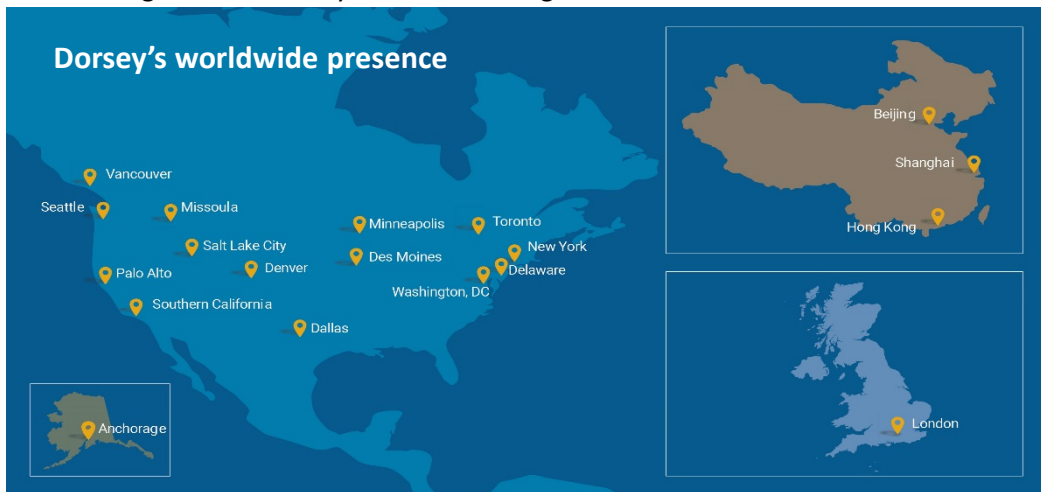 Dorsey's worldwide presence
Vancouver
Seattle
Missoula
Minneapolis
Toronto
Salt Lake City
New York
Des Moines
Denver
Delaware
Palo Alto
Washington, DC
Southern California
Dallas
Anchorage
Beijing
Shanghai
Hong Kong
London